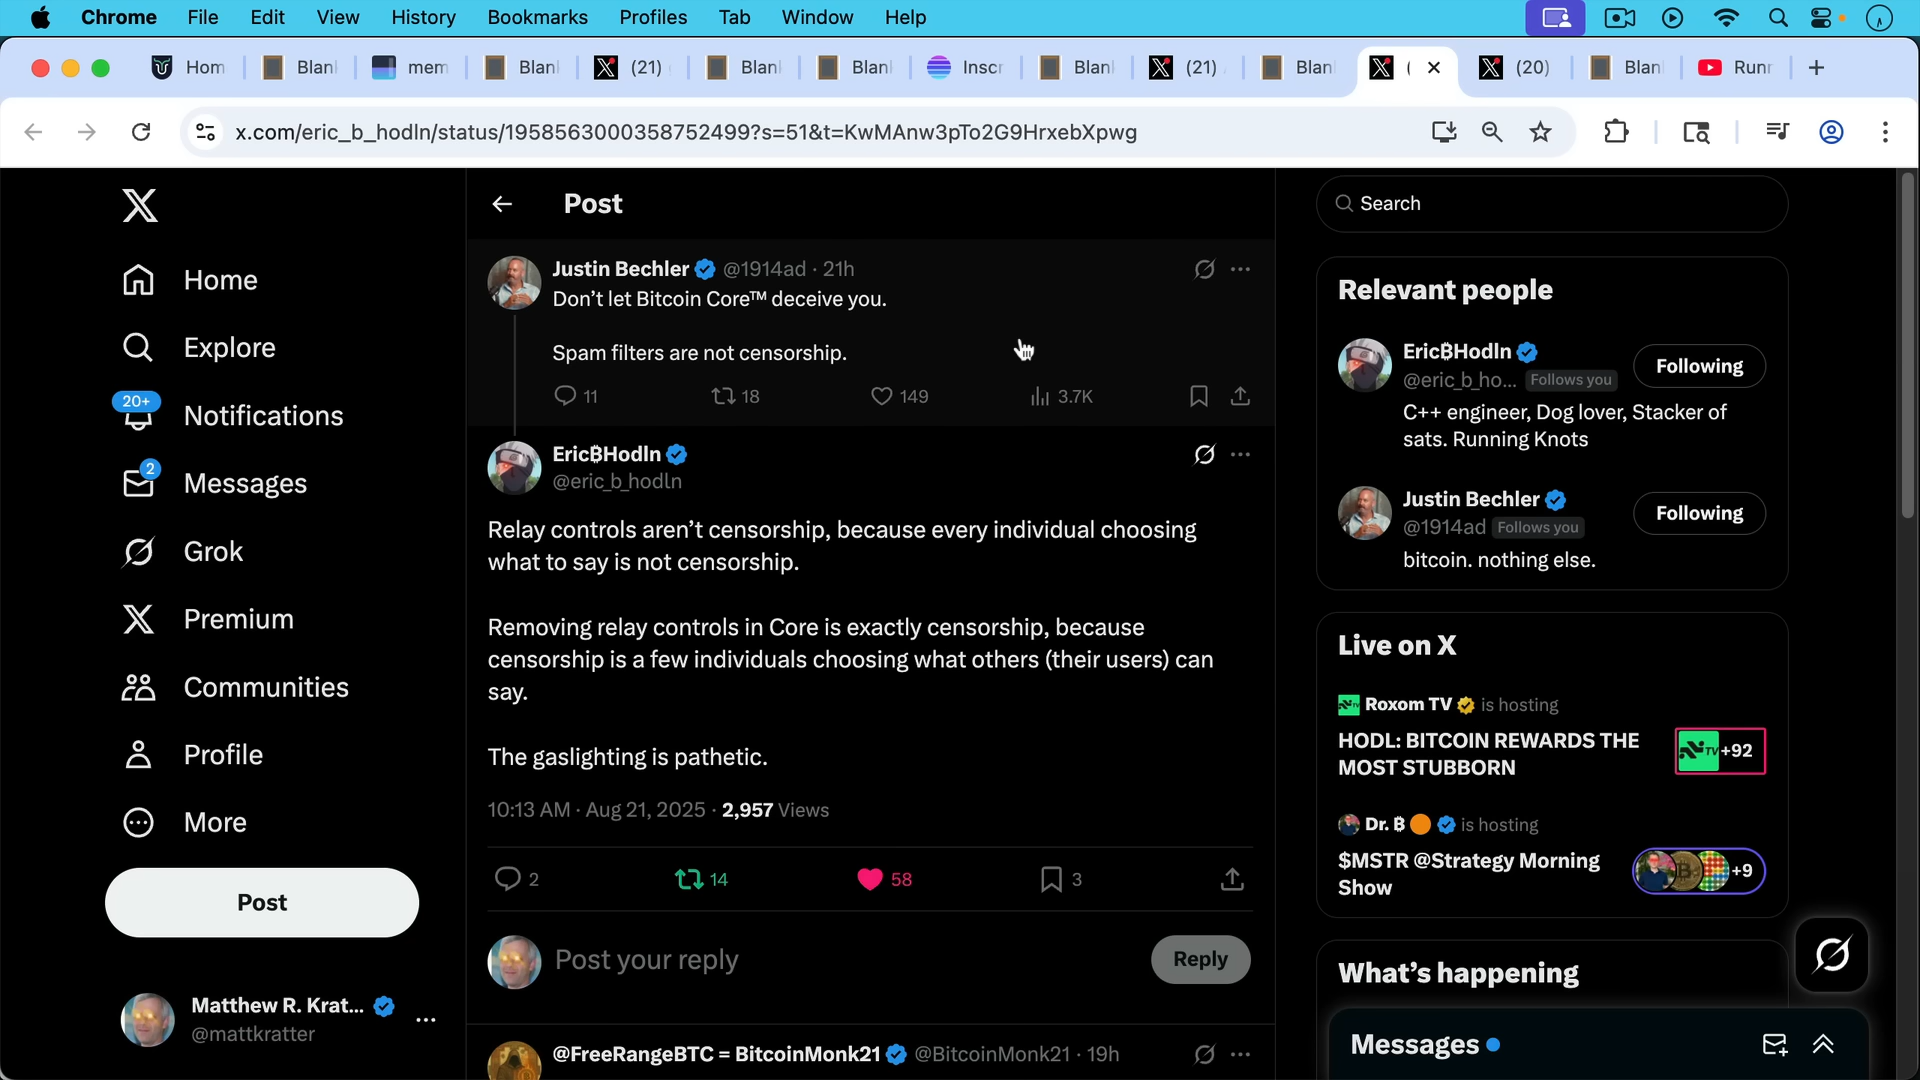 Chrome File Edit View History Bookmarks Profiles Tab Window Help
Hom Blan mem Blan (21) Blan Blan Inscr Blan (21) Blan ( (20) Blan Runr
x.com/eric_b_hodln/status/1958563000358752499?s=51&t=KwMAnw3pTo2G9HrxebXpwg
Home
Explore
20+
Notifications
2
Messages
Grok
Premium
Communities
Profile
More
Post
Matthew R. Krat...
@mattkratter
Post
Justin Bechler @1914ad · 21h
Don’t let Bitcoin Core™ deceive you.
Spam filters are not censorship.
11 18 149 3.7K
Eric₿Hodln
@eric_b_hodln
Relay controls aren’t censorship, because every individual choosing
what to say is not censorship.
Removing relay controls in Core is exactly censorship, because
censorship is a few individuals choosing what others (their users) can
say.
The gaslighting is pathetic.
10:13 AM · Aug 21, 2025 · 2,957 Views
2 14 58 3
Post your reply
Reply
@FreeRangeBTC = BitcoinMonk21 @BitcoinMonk21 · 19h
Search
Relevant people
Eric₿Hodln
@eric_b_ho... Follows you
Following
C++ engineer, Dog lover, Stacker of
sats. Running Knots
Justin Bechler
@1914ad Follows you
Following
bitcoin. nothing else.
Live on X
Roxom TV is hosting
HODL: BITCOIN REWARDS THE
MOST STUBBORN
TV +92
Dr. ₿ is hosting
$MSTR @Strategy Morning
Show
+9
What’s happening
Messages